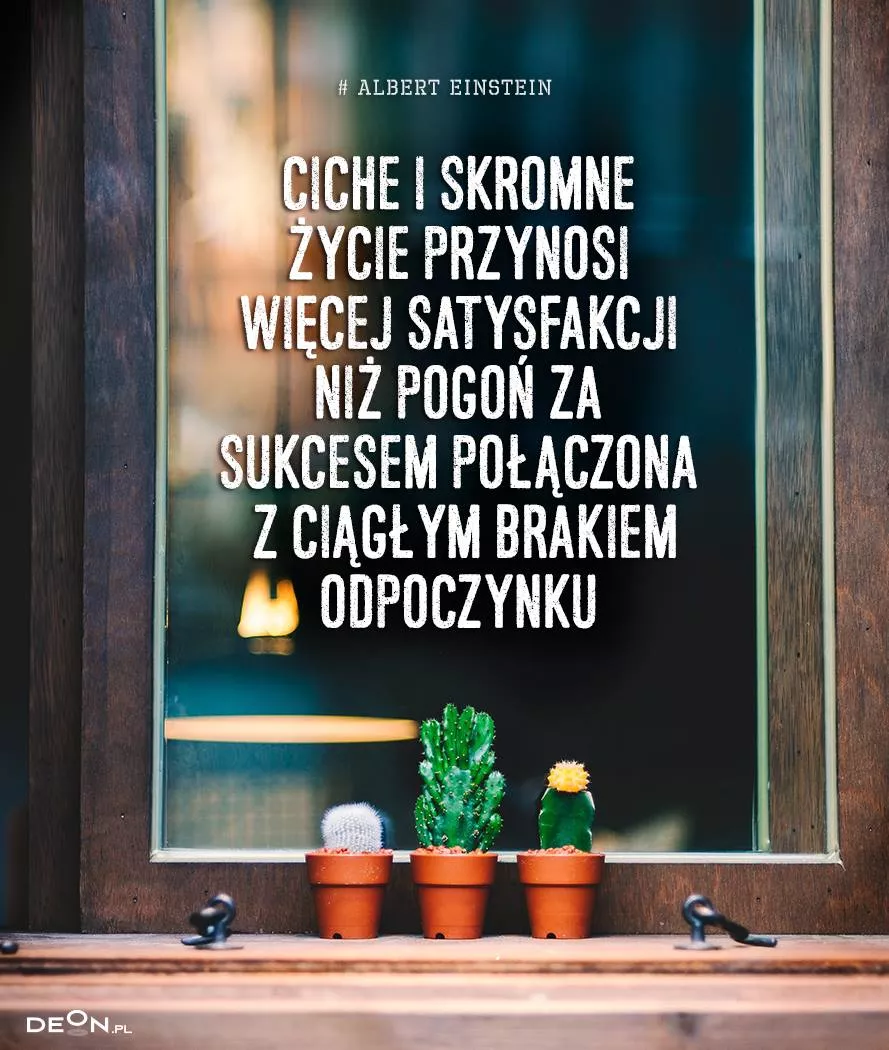 # ALBERT EINSTEIN
CICHE I SKROMNE
ŻYCIE PRZYNOSI
WIĘCEJ SATYSFAKCJI
NIŻ POGOŃ ZA
SUKCESEM POŁĄCZONA
Z CIĄGŁYM BRAKIEM
ODPOCZYNKU
DEON.PL